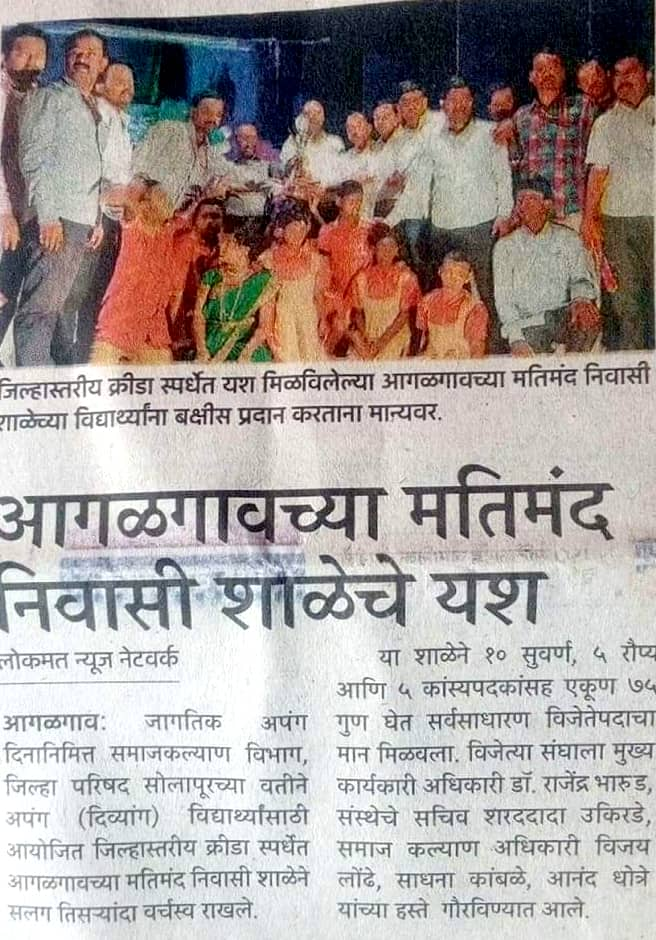 जिल्हास्तरीय क्रीडा स्पर्धेत यश मिळविलेल्या आगळगावच्या मतिमंद निवासी
शाळेच्या विद्यार्थ्यांना बक्षीस प्रदान करताना मान्यवर.
आगळगावच्या मतिमंद
निवासी शाळेचे यश
लोकमत न्यूज नेटवर्क
आगळगाव: जागतिक अपंग
दिनानिमित्त समाजकल्याण विभाग,
जिल्हा परिषद सोलापूरच्या वतीने
अपंग (दिव्यांग) विद्यार्थ्यांसाठी
आयोजित जिल्हास्तरीय क्रीडा स्पर्धेत
आगळगावच्या मतिमंद निवासी शाळेने
सलग तिसऱ्यांदा वर्चस्व राखले.
या शाळेने १० सुवर्ण, ५ रौप्य
आणि ५ कांस्यपदकांसह एकूण ७५
गुण घेत सर्वसाधारण विजेतेपदाचा
मान मिळवला. विजेत्या संघाला मुख्य
कार्यकारी अधिकारी डॉ. राजेंद्र भारुड,
संस्थेचे सचिव शरददादा उकिरडे,
समाज कल्याण अधिकारी विजय
लोंढे, साधना कांबळे, आनंद धोत्रे
यांच्या हस्ते गौरविण्यात आले.